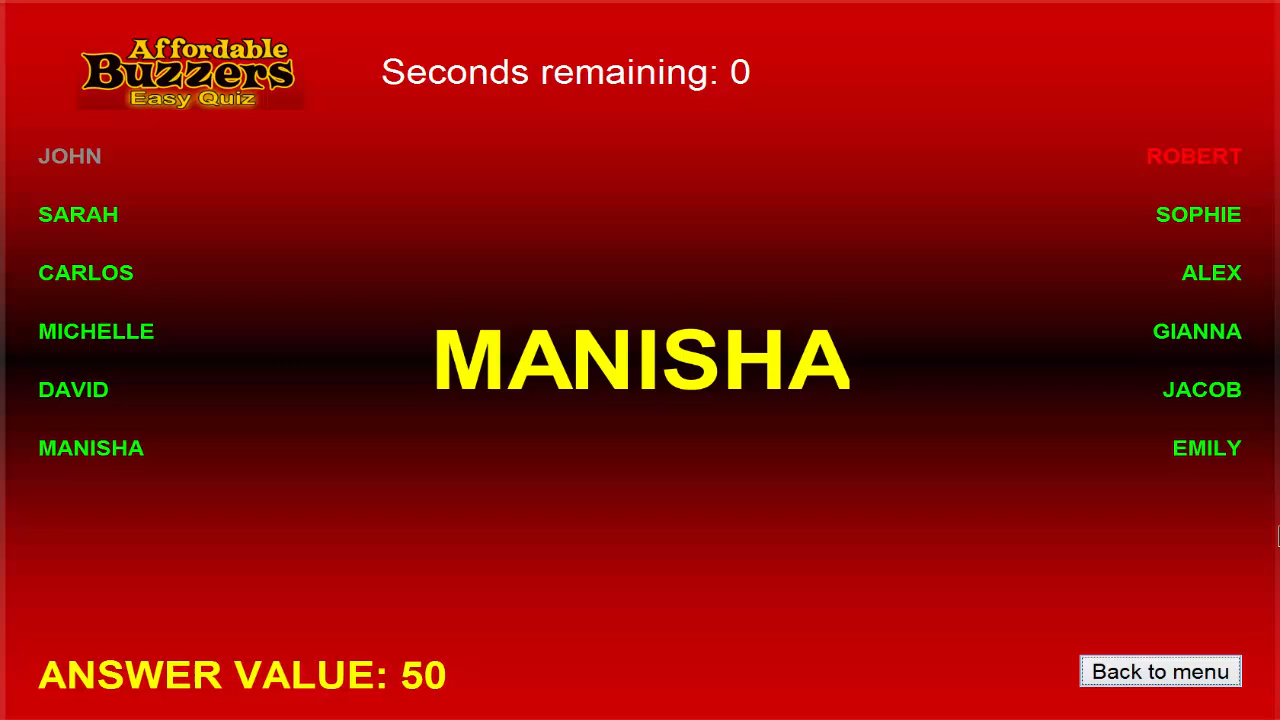 Affordable
Buzzers
Easy Quiz
Seconds remaining: 0
JOHN
SARAH
CARLOS
MICHELLE
DAVID
MANISHA
MANISHA
ROBERT
SOPHIE
ALEX
GIANNA
JACOB
EMILY
ANSWER VALUE: 50
Back to menu